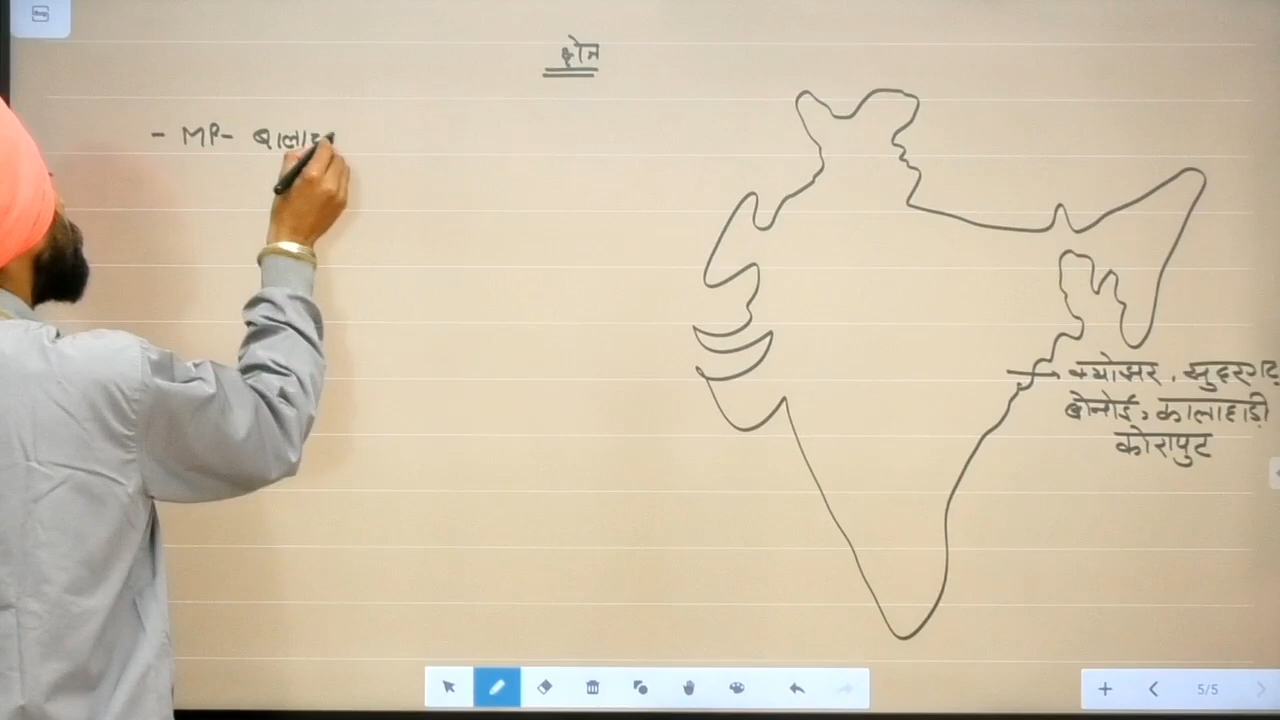 क्षेत्र
- MP- बालाघ
क्योंझर, सुंदरगढ़
बोनाई, कालाहांडी
कोरापुट
5/5